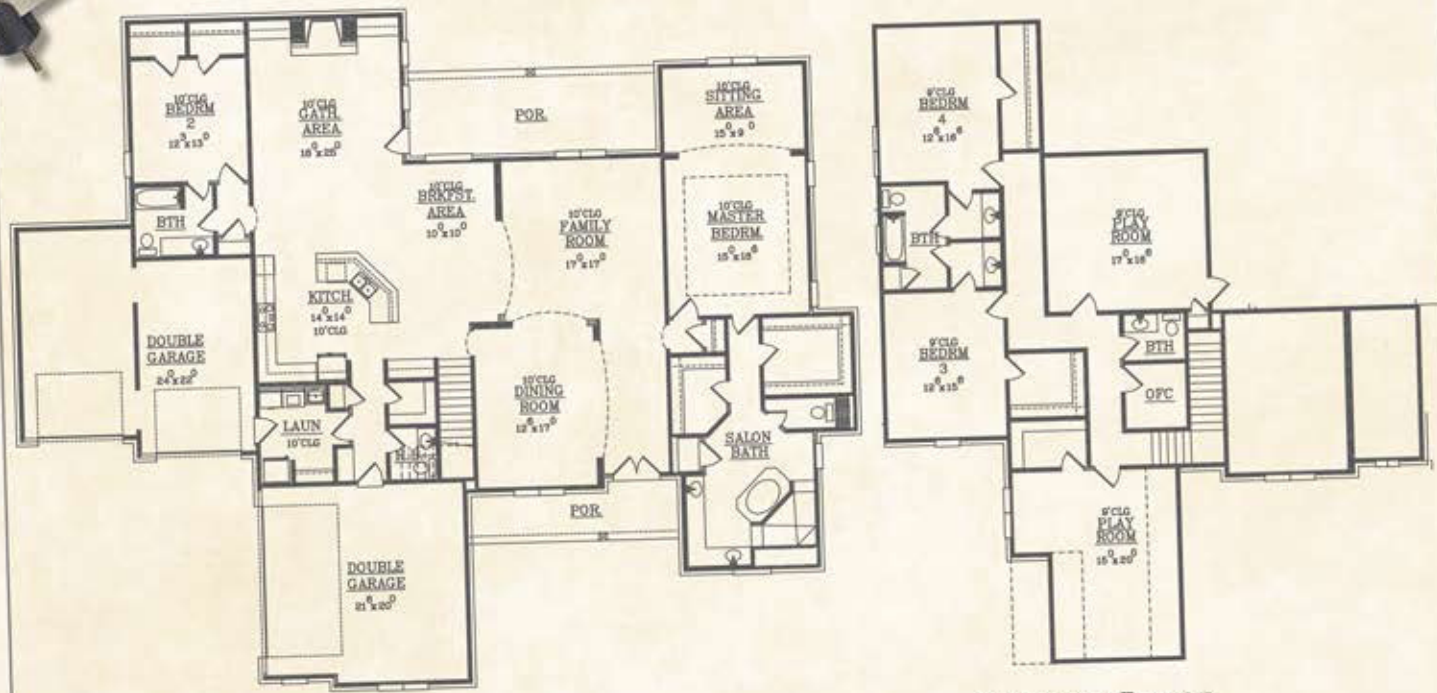 10'CLG
BEDRM
2
12³x13⁰
10'CLG
GATH.
AREA
18⁰x25⁰
POR.
10'CLG
SITTING
AREA
15⁰x9⁰
BTH
10'CLG
BRKFST.
AREA
10⁰x10⁰
10'CLG
FAMILY
ROOM
17⁰x17⁰
10'CLG
MASTER
BEDRM.
15⁰x18⁶
KITCH.
14⁰x14⁰
10'CLG
DOUBLE
GARAGE
24⁰x22⁰
10'CLG
DINING
ROOM
12⁶x17⁰
LAUN
10'CLG
SALON
BATH
POR.
DOUBLE
GARAGE
21⁸x20⁰
9'CLG
BEDRM
4
12⁶x16⁶
BTH
9'CLG
PLAY
ROOM
17⁰x16⁶
9'CLG
BEDRM
3
12⁶x15⁶
BTH
OFC
9'CLG
PLAY
ROOM
15⁰x20⁰